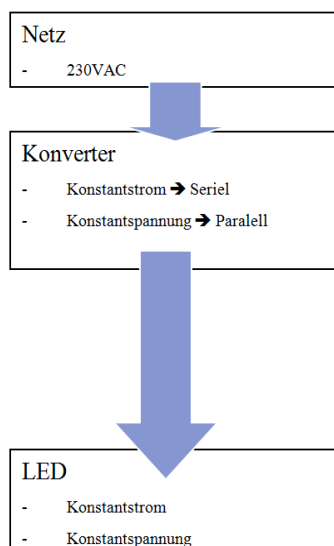 Netz
- 230VAC
Konverter
- Konstantstrom ➔ Seriel
- Konstantspannung ➔ Paralell
LED
- Konstantstrom
- Konstantspannung